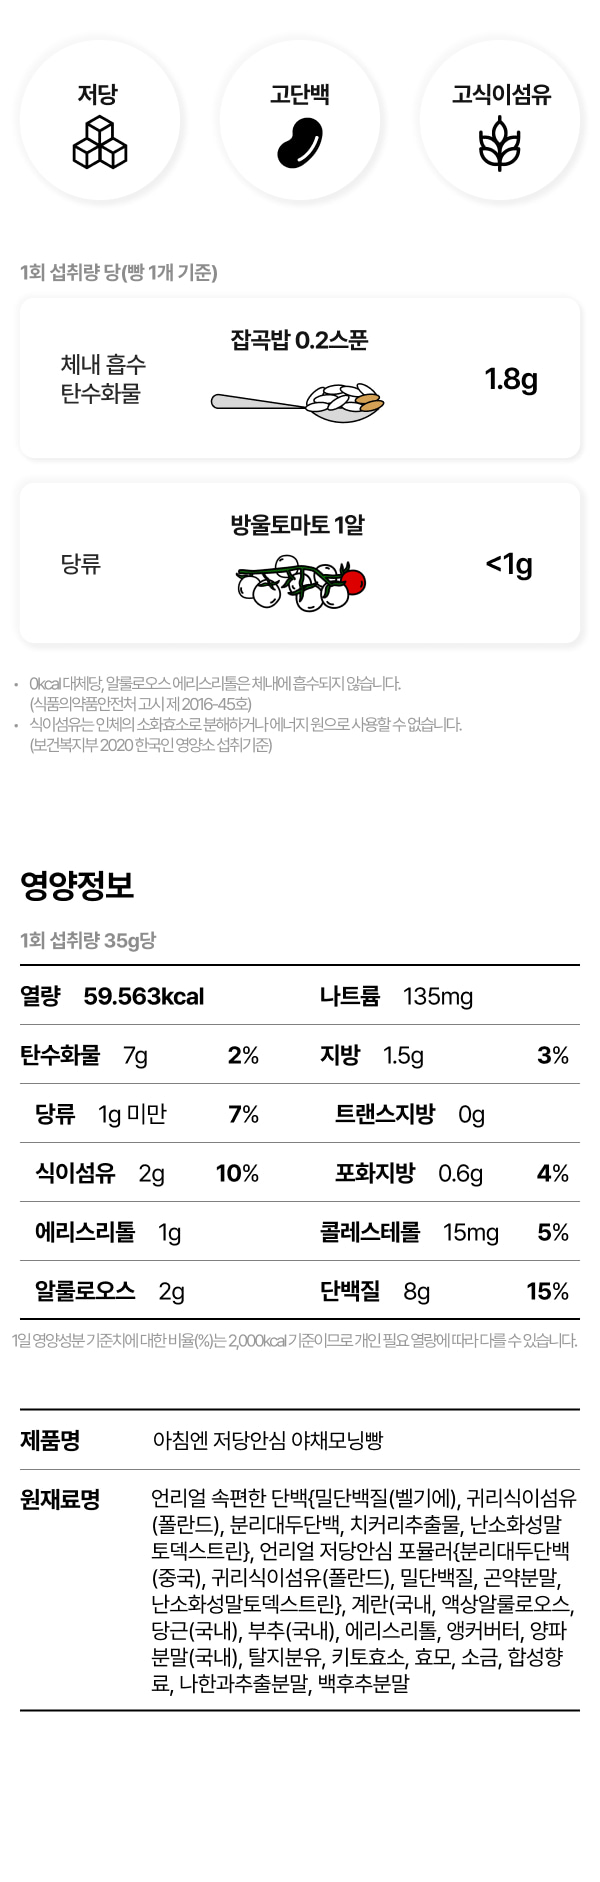 저당
고단백
고식이섬유
1회 섭취량 당(빵 1개 기준)
체내 흡수
탄수화물
잡곡밥 0.2스푼
1.8g
당류
방울토마토 1알
<1g
• 0kcal 대체당, 알룰로오스 에리스리톨은 체내에 흡수되지 않습니다.
(식품의약품안전처 고시 제 2016-45호)
• 식이섬유는 인체의 소화효소로 분해하거나 에너지 원으로 사용할 수 없습니다.
(보건복지부 2020 한국인 영양소 섭취기준)
영양정보
1회 섭취량 35g당
열량 59.563kcal 나트륨 135mg
탄수화물 7g 2% 지방 1.5g 3%
당류 1g 미만 7% 트랜스지방 0g
식이섬유 2g 10% 포화지방 0.6g 4%
에리스리톨 1g 콜레스테롤 15mg 5%
알룰로오스 2g 단백질 8g 15%
1일 영양성분 기준치에 대한 비율(%)는 2,000kcal 기준이므로 개인 필요 열량에 따라 다를 수 있습니다.
제품명 아침엔 저당안심 야채모닝빵
원재료명 언리얼 속편한 단백{밀단백질(벨기에), 귀리식이섬유
(폴란드), 분리대두단백, 치커리추출물, 난소화성말
토덱스트린}, 언리얼 저당안심 포뮬러{분리대두단백
(중국), 귀리식이섬유(폴란드), 밀단백질, 곤약분말,
난소화성말토덱스트린}, 계란(국내, 액상알룰로오스,
당근(국내), 부추(국내), 에리스리톨, 앵커버터, 양파
분말(국내), 탈지분유, 키토효소, 효모, 소금, 합성향
료, 나한과추출분말, 백후추분말